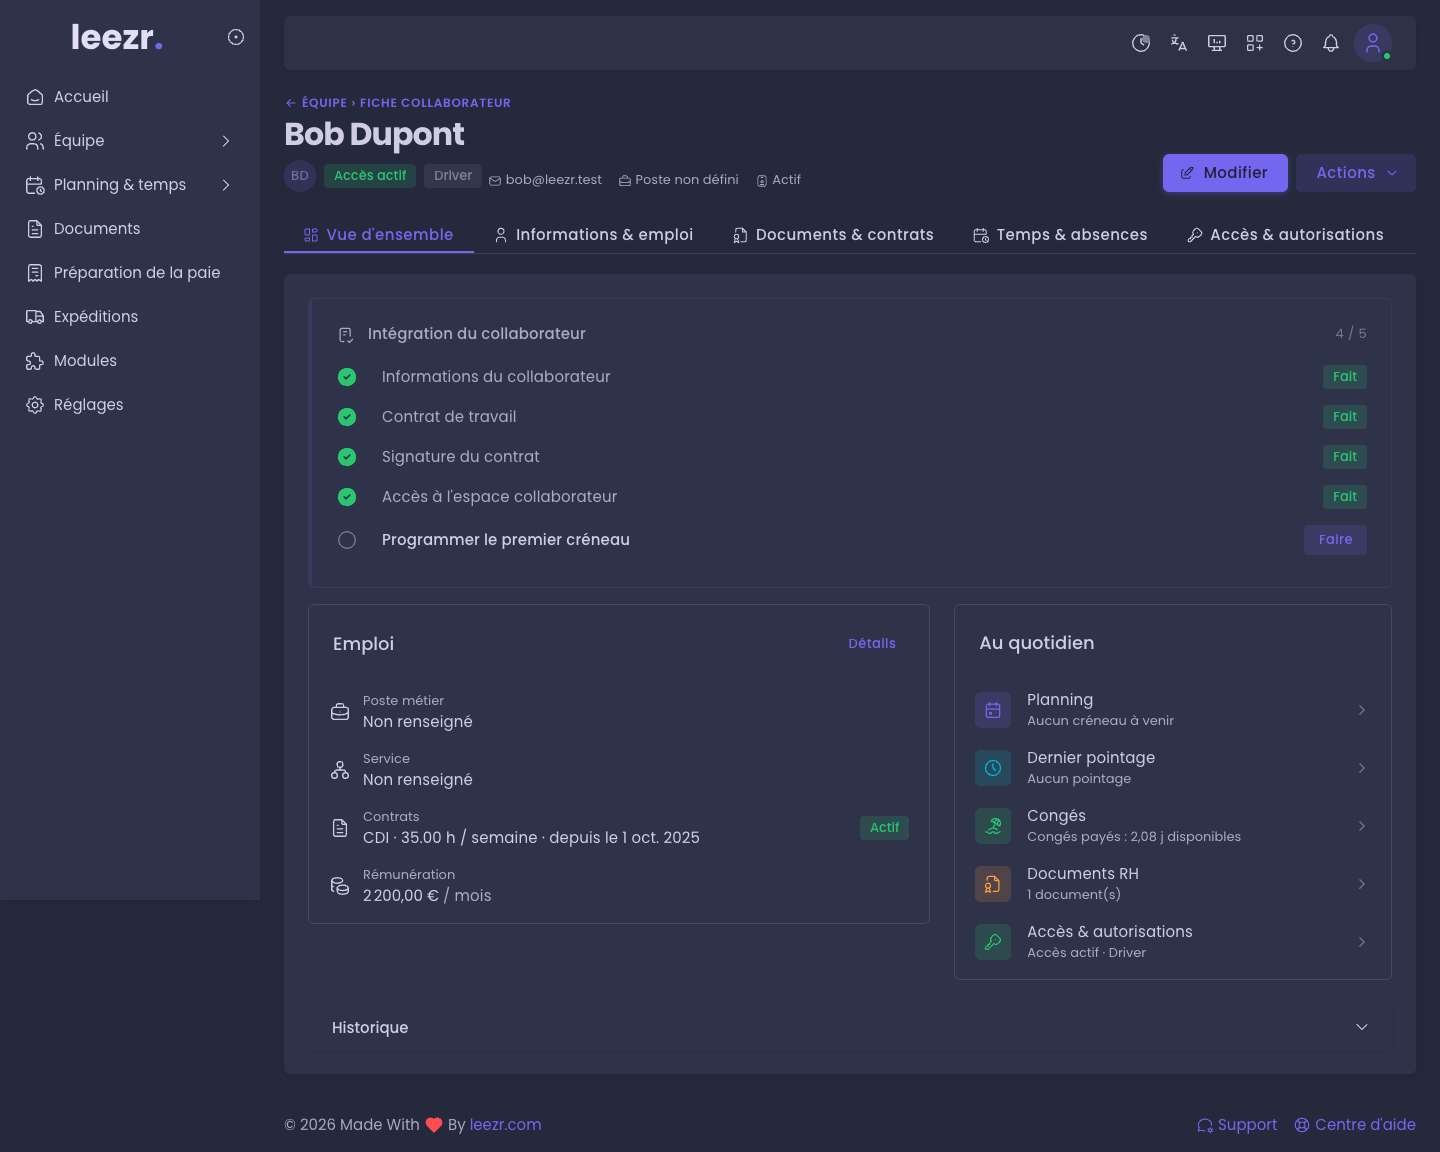 leezr.
Accueil
Équipe
Planning & temps
Documents
Préparation de la paie
Expéditions
Modules
Réglages
← ÉQUIPE › FICHE COLLABORATEUR
Bob Dupont
BD Accès actif Driver bob@leezr.test Poste non défini Actif
Modifier Actions
Vue d'ensemble Informations & emploi Documents & contrats Temps & absences Accès & autorisations
Intégration du collaborateur 4 / 5
Informations du collaborateur Fait
Contrat de travail Fait
Signature du contrat Fait
Accès à l'espace collaborateur Fait
Programmer le premier créneau Faire
Emploi Détails
Poste métier
Non renseigné
Service
Non renseigné
Contrats
CDI · 35.00 h / semaine · depuis le 1 oct. 2025 Actif
Rémunération
2 200,00 € / mois
Au quotidien
Planning
Aucun créneau à venir
Dernier pointage
Aucun pointage
Congés
Congés payés : 2,08 j disponibles
Documents RH
1 document(s)
Accès & autorisations
Accès actif · Driver
Historique
© 2026 Made With By leezr.com Support Centre d'aide